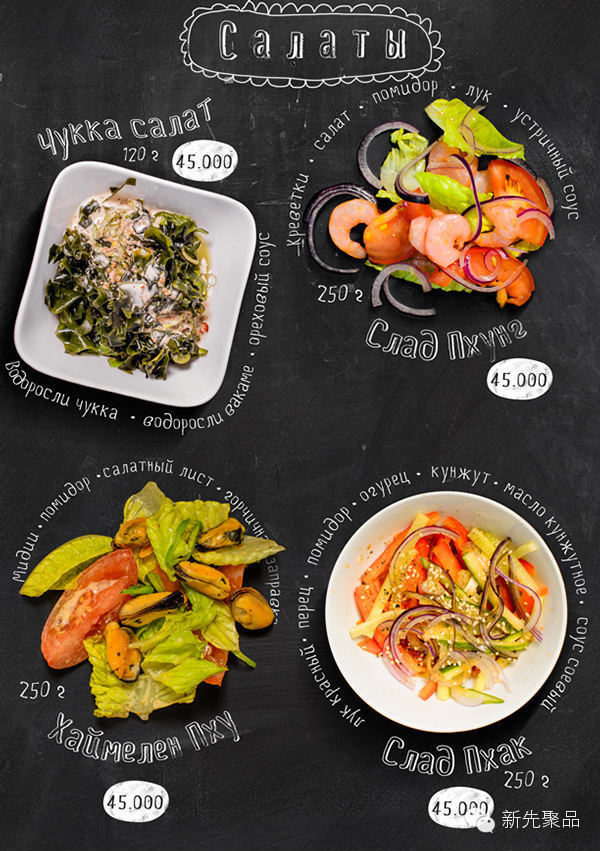 Салаты
Чукка салат
120 г
45.000
водоросли чукка • водоросли вакаме • ореховый соус
Креветки • салат • помидор • лук • устричный соус
250 г
Слад Пхунг
45.000
Мидии • помидор • салатный лист • горчичн заправк
250 г
Хаймелен Пху
45.000
лук красный • перец • помидор • огурец • кунжут • масло кунжутное • соус соевый
Слад Пхак
250 г
45.000
新先聚品